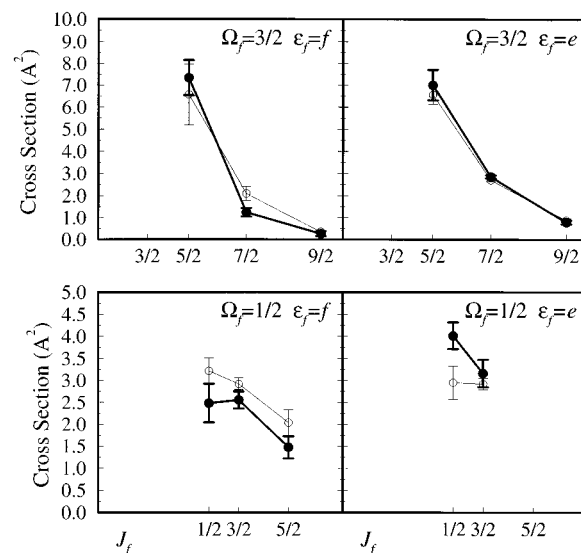 Ω_f=3/2 ε_f=f
Ω_f=3/2 ε_f=e
Cross Section (A²)
10.0
9.0
8.0
7.0
6.0
5.0
4.0
3.0
2.0
1.0
0.0
3/2 5/2 7/2 9/2
3/2 5/2 7/2 9/2
Ω_f=1/2 ε_f=f
Ω_f=1/2 ε_f=e
Cross Section (A²)
5.0
4.5
4.0
3.5
3.0
2.5
2.0
1.5
1.0
0.5
0.0
J_f 1/2 3/2 5/2
J_f 1/2 3/2 5/2